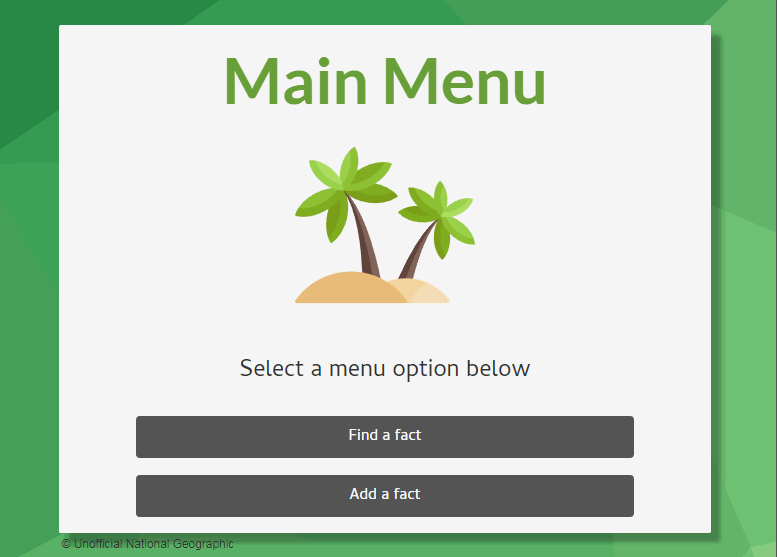 Main Menu
Select a menu option below
Find a fact
Add a fact
© Unofficial National Geographic